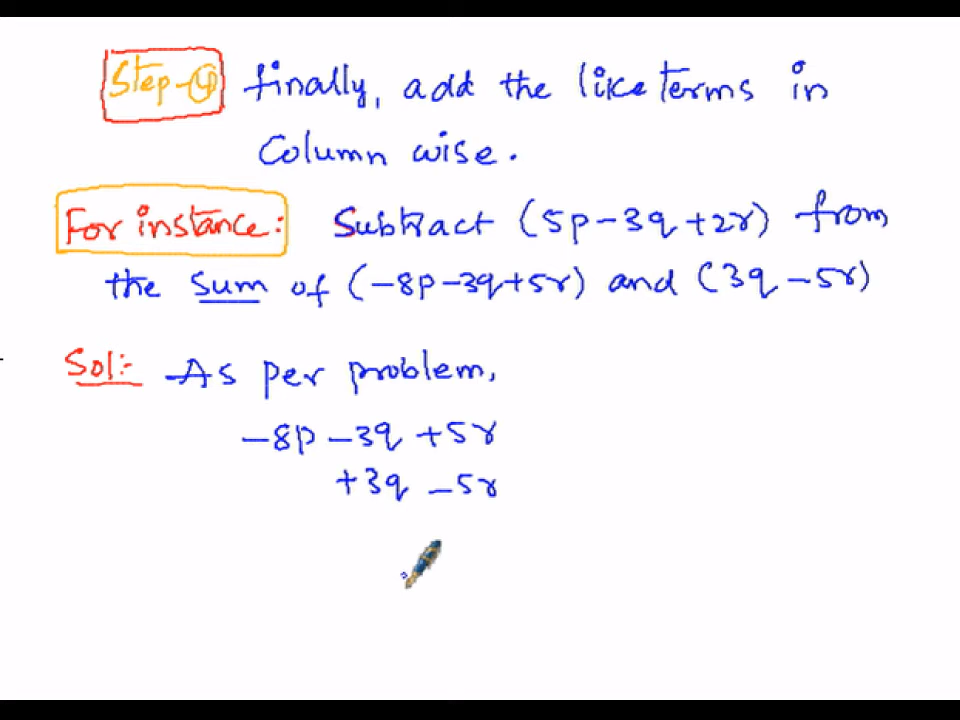 Step-4 finally, add the like terms in
Column wise.
For instance: Subtract (5p-3q+2r) from
the sum of (-8p-3q+5r) and (3q-5r)
Sol:- As per problem,
-8p -3q +5r
+3q -5r